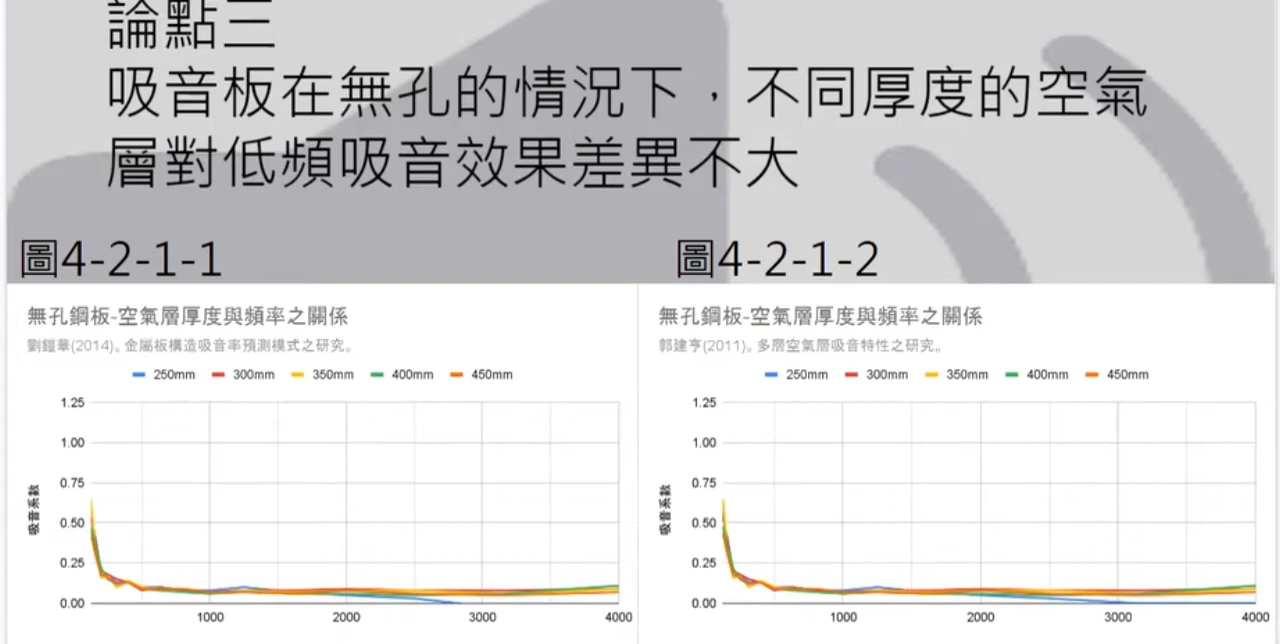 論點三
吸音板在無孔的情況下，不同厚度的空氣
層對低頻吸音效果差異不大
圖4-2-1-1
圖4-2-1-2
無孔鋼板-空氣層厚度與頻率之關係
劉鎧華(2014)。金屬板構造吸音率預測模式之研究。
250mm 300mm 350mm 400mm 450mm
吸音系數
1.25
1.00
0.75
0.50
0.25
0.00
1000 2000 3000 4000
無孔鋼板-空氣層厚度與頻率之關係
郭建亨(2011)。多層空氣層吸音特性之研究。
250mm 300mm 350mm 400mm 450mm
吸音系數
1.25
1.00
0.75
0.50
0.25
0.00
1000 2000 3000 4000